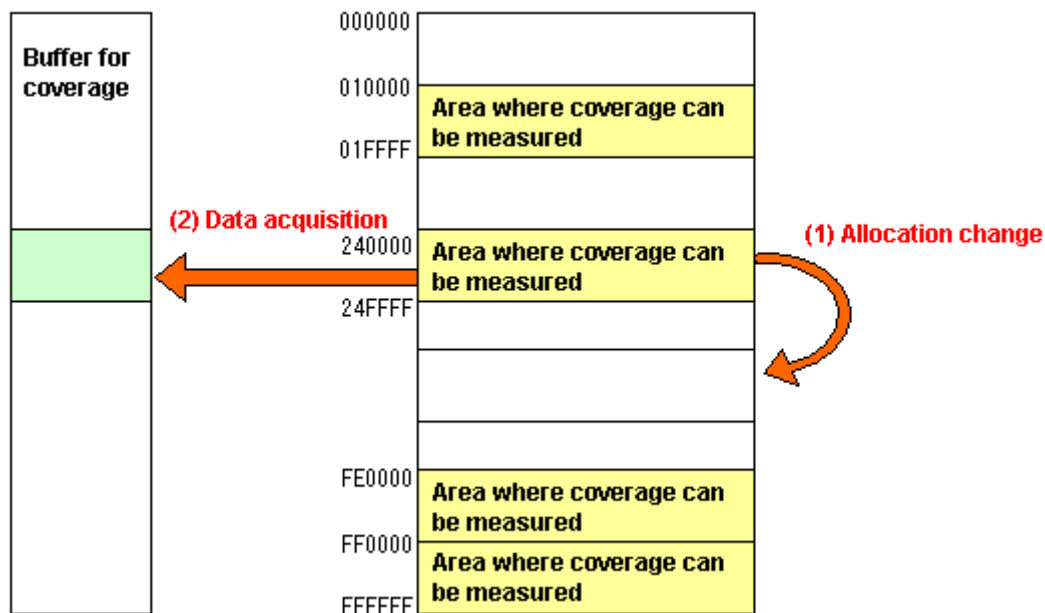 000000
Buffer for
coverage
010000
Area where coverage can
be measured
01FFFF
(2) Data acquisition
240000
Area where coverage can
be measured
(1) Allocation change
24FFFF
FE0000
Area where coverage can
be measured
FF0000
Area where coverage can
be measured
FFFFFF